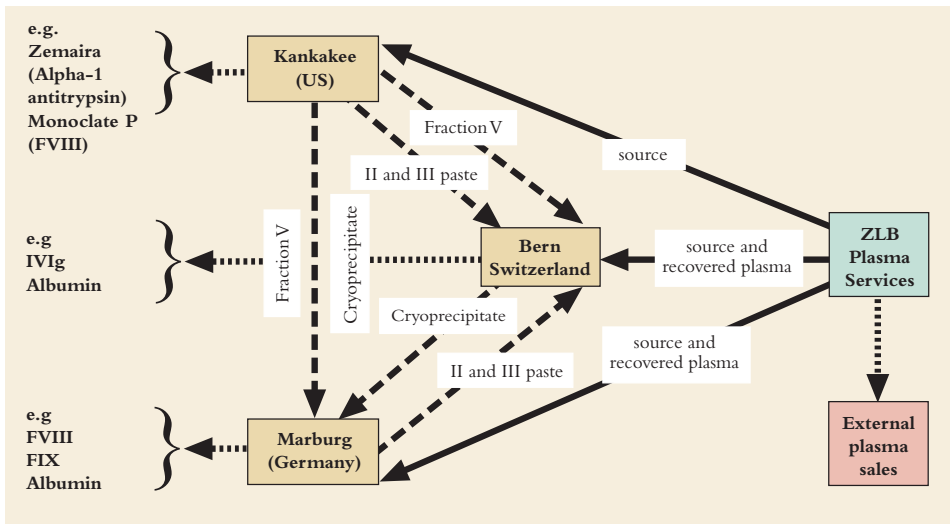 e.g.
Zemaira
(Alpha-1
antitrypsin)
Monoclate P
(FVIII)
Kankakee
(US)
Fraction V
II and III paste
source
e.g
IVIg
Albumin
Fraction V
Cryoprecipitate
Bern
Switzerland
source and
recovered plasma
ZLB
Plasma
Services
Cryoprecipitate
II and III paste
source and
recovered plasma
e.g
FVIII
FIX
Albumin
Marburg
(Germany)
External
plasma
sales